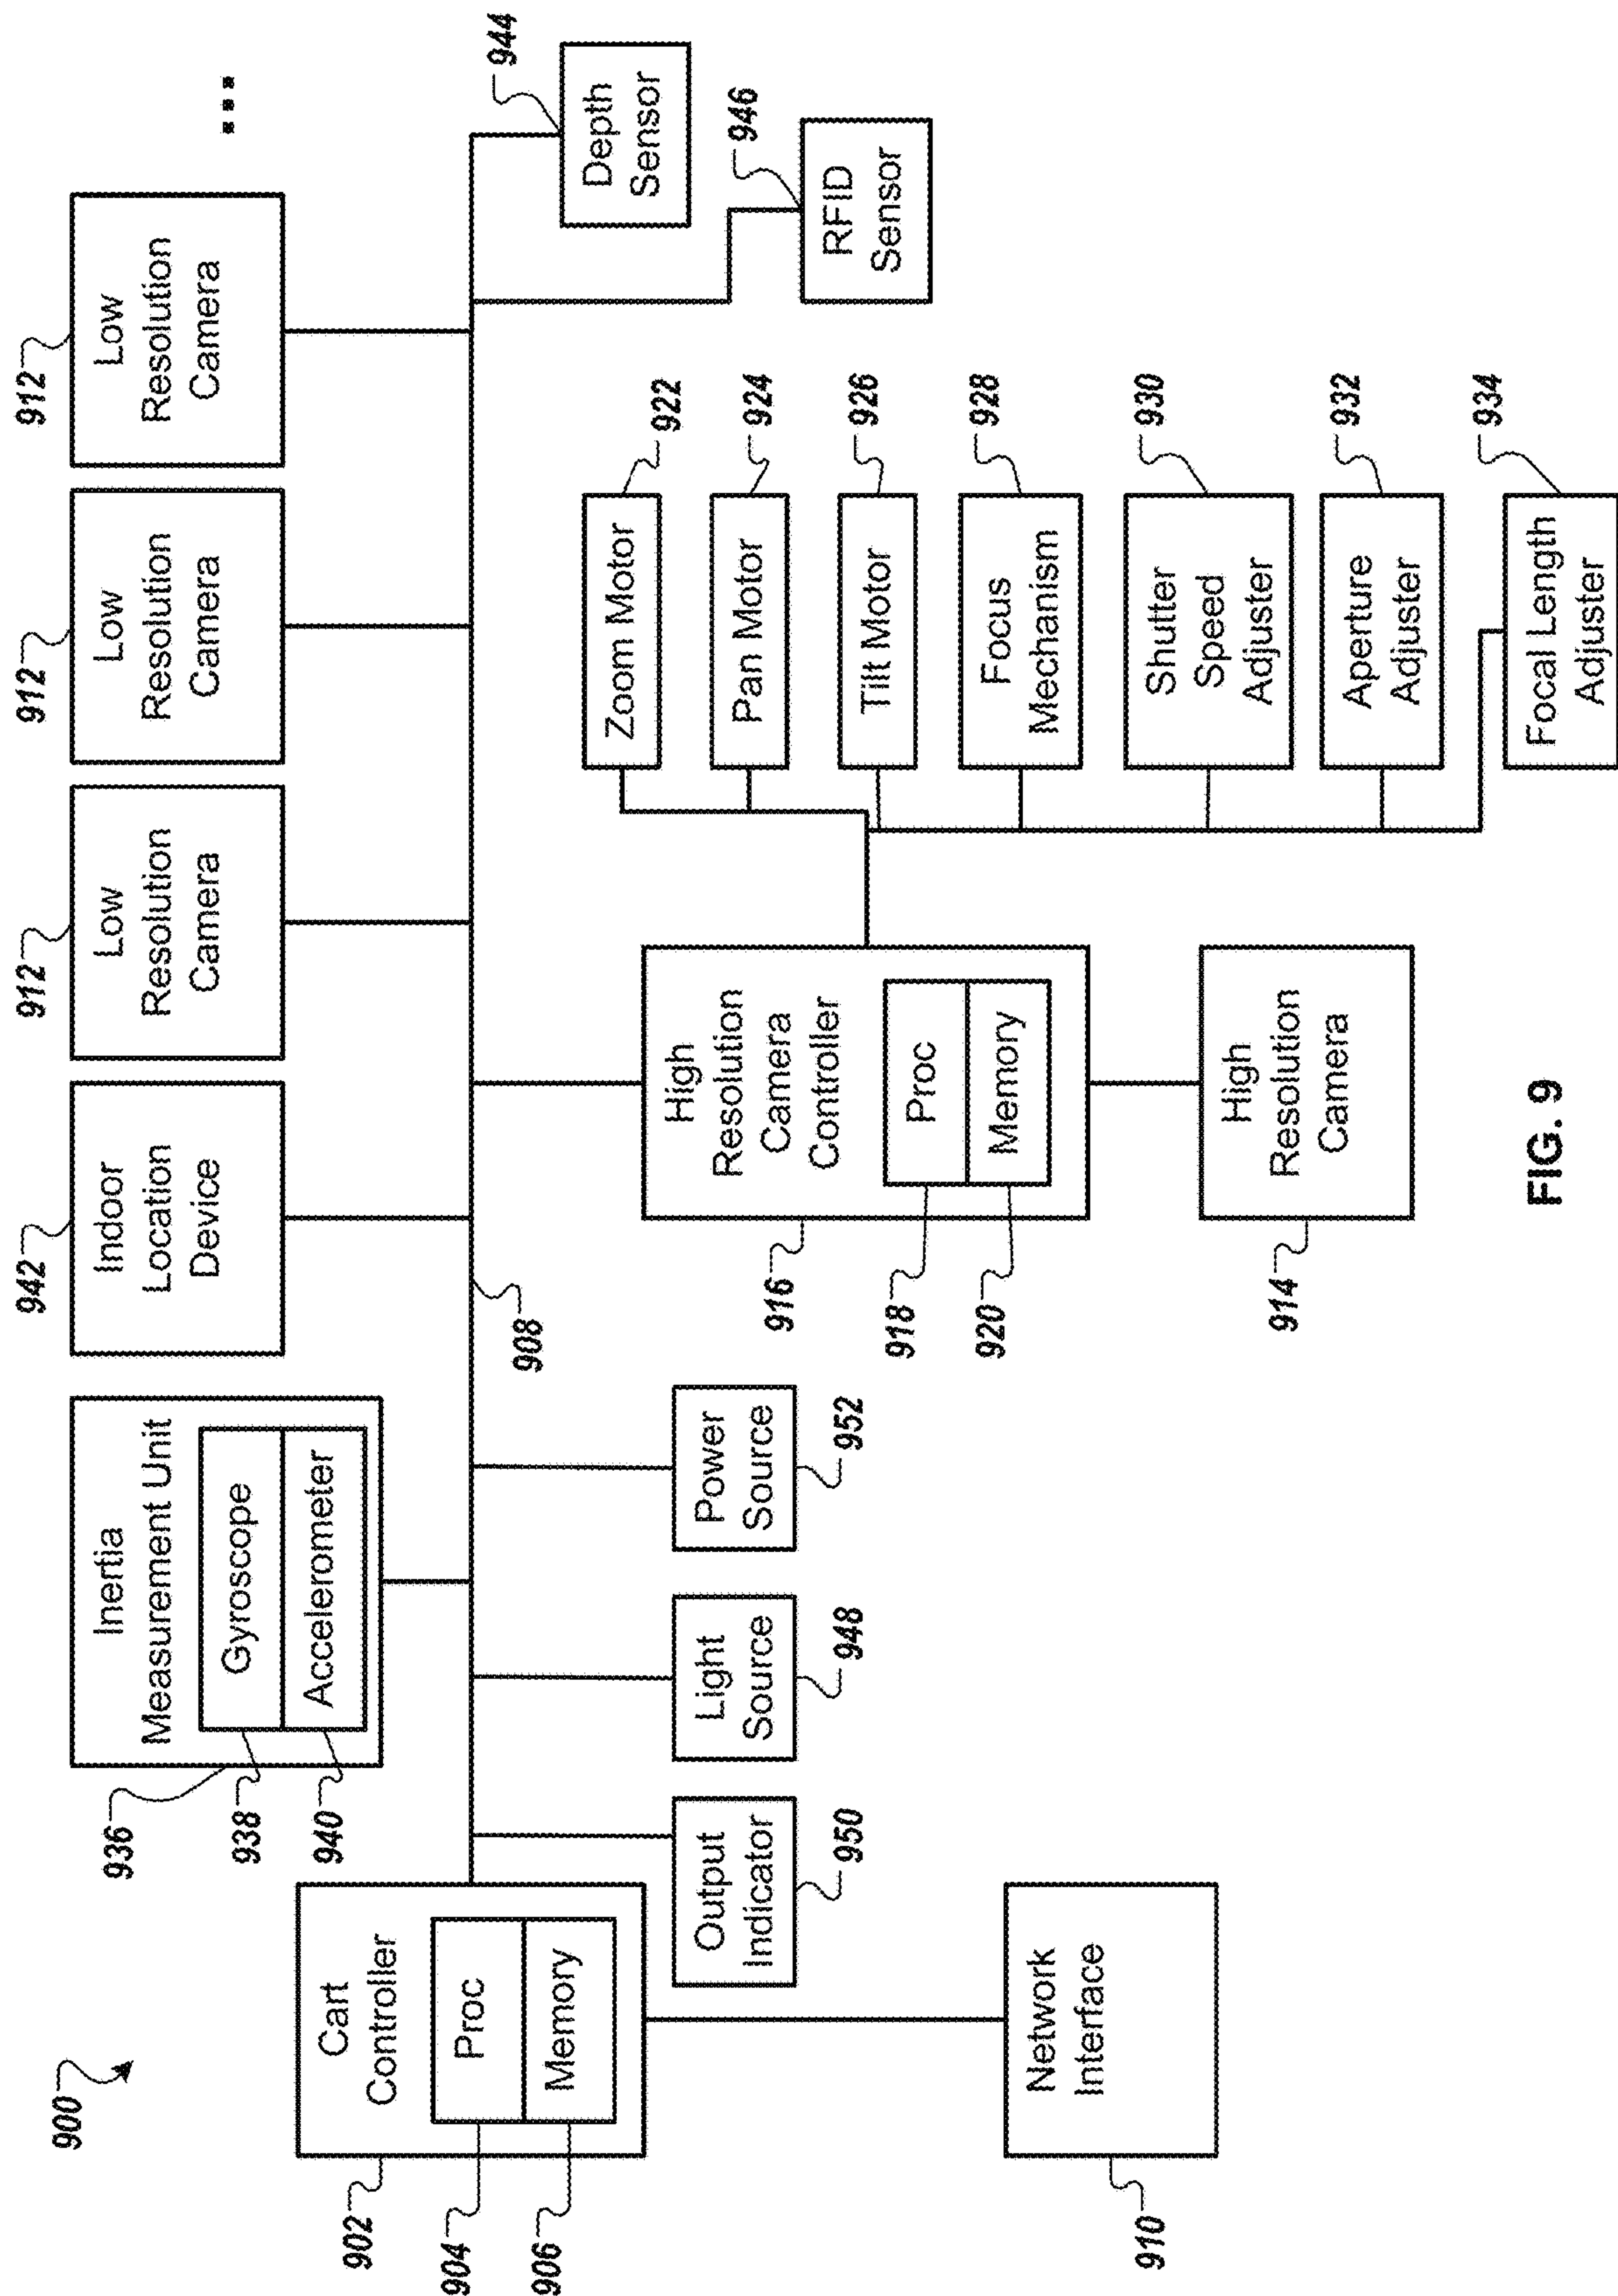 900
936
Inertia
Measurement Unit
938
Gyroscope
940
Accelerometer
942
Indoor
Location
Device
912
Low
Resolution
Camera
912
Low
Resolution
Camera
912
Low
Resolution
Camera
...
902
Cart
Controller
904
Proc
906
Memory
908
944
Depth
Sensor
946
RFID
Sensor
Output
Indicator
950
Light
Source
948
Power
Source
952
916
High
Resolution
Camera
Controller
918
Proc
920
Memory
Zoom Motor
922
Pan Motor
924
Tilt Motor
926
Focus
Mechanism
928
Shutter
Speed
Adjuster
930
Aperture
Adjuster
932
Focal Length
Adjuster
934
910
Network
Interface
914
High
Resolution
Camera
FIG. 9